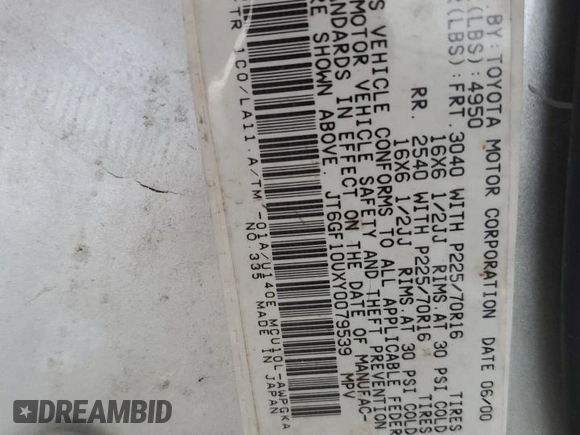 BY: TOYOTA MOTOR CORPORATION DATE 06/00
(LBS): 4950
(LBS): FRT. 3040 WITH P225/70R16 TIRES
16X6 1/2JJ RIMS.AT 30 PSI COLD
RR. 2540 WITH P225/70R16 TIRES
16X6 1/2JJ RIMS.AT 30 PSI COLD
S VEHICLE CONFORMS TO ALL APPLICABLE FEDER
MOTOR VEHICLE SAFETY AND THEFT PREVENTION
NDARDS IN EFFECT ON THE DATE OF MANUFAC-
RE SHOWN ABOVE. JT6GF10UXY0079539 MPV
TR 1C0/LA11 A/TM -01A/U140E MCU10L-AWPGKA
NO.335 MADE IN JAPAN
DREAMBID